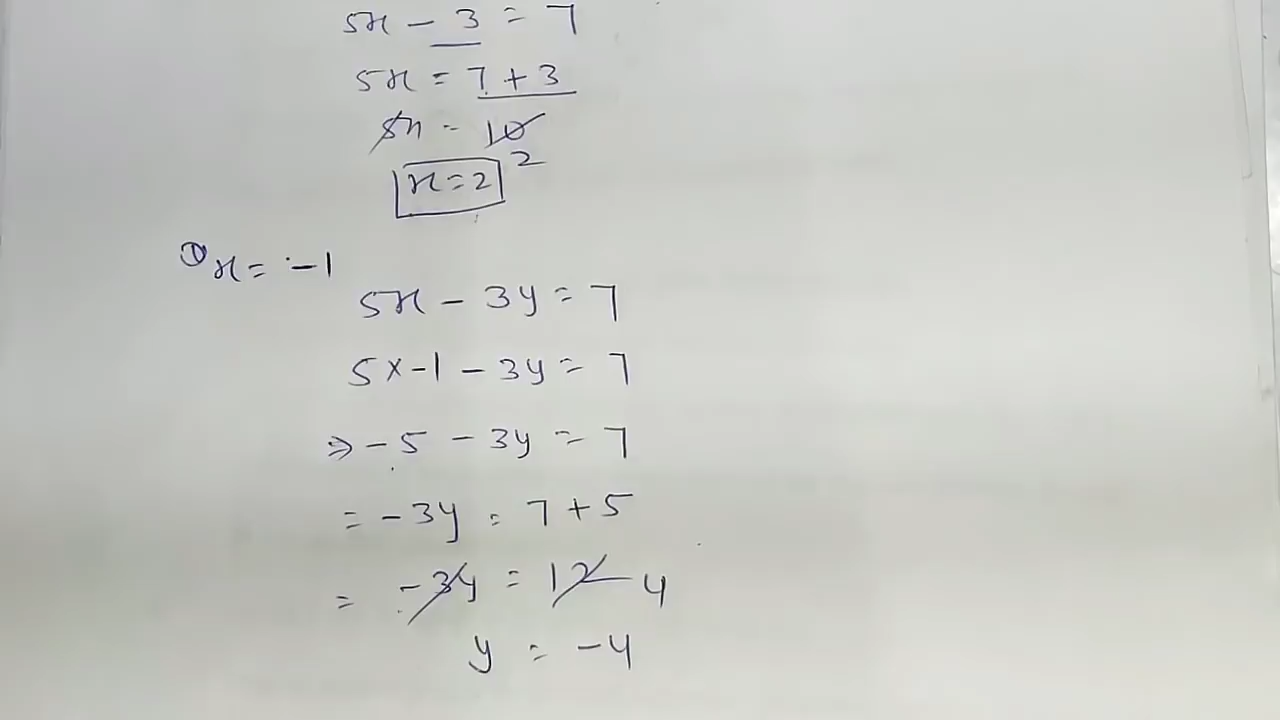 5x - 3 = 7
5x = 7 + 3
5x = 10
2
x = 2
① x = -1
5x - 3y = 7
5 × -1 - 3y = 7
⇒ -5 - 3y = 7
= -3y = 7 + 5
= -3y = 12 4
y = -4